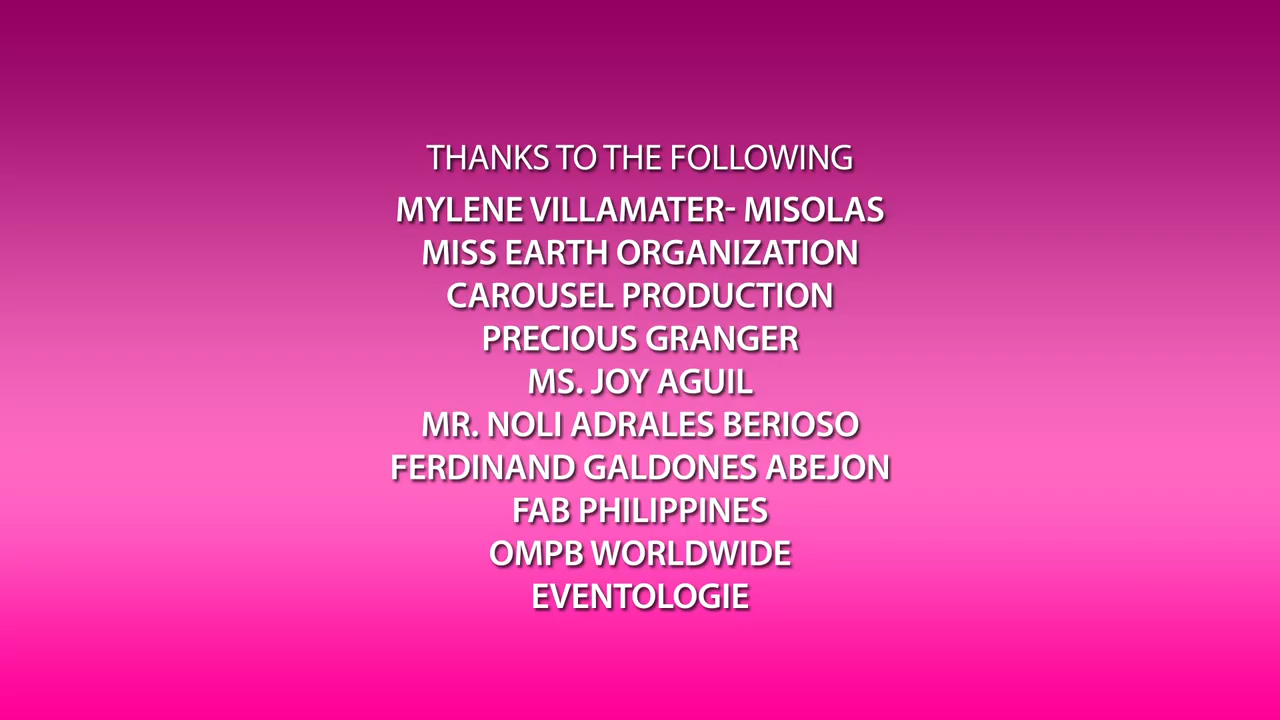 THANKS TO THE FOLLOWING
MYLENE VILLAMATER- MISOLAS
MISS EARTH ORGANIZATION
CAROUSEL PRODUCTION
PRECIOUS GRANGER
MS. JOY AGUIL
MR. NOLI ADRALES BERIOSO
FERDINAND GALDONES ABEJON
FAB PHILIPPINES
OMPB WORLDWIDE
EVENTOLOGIE